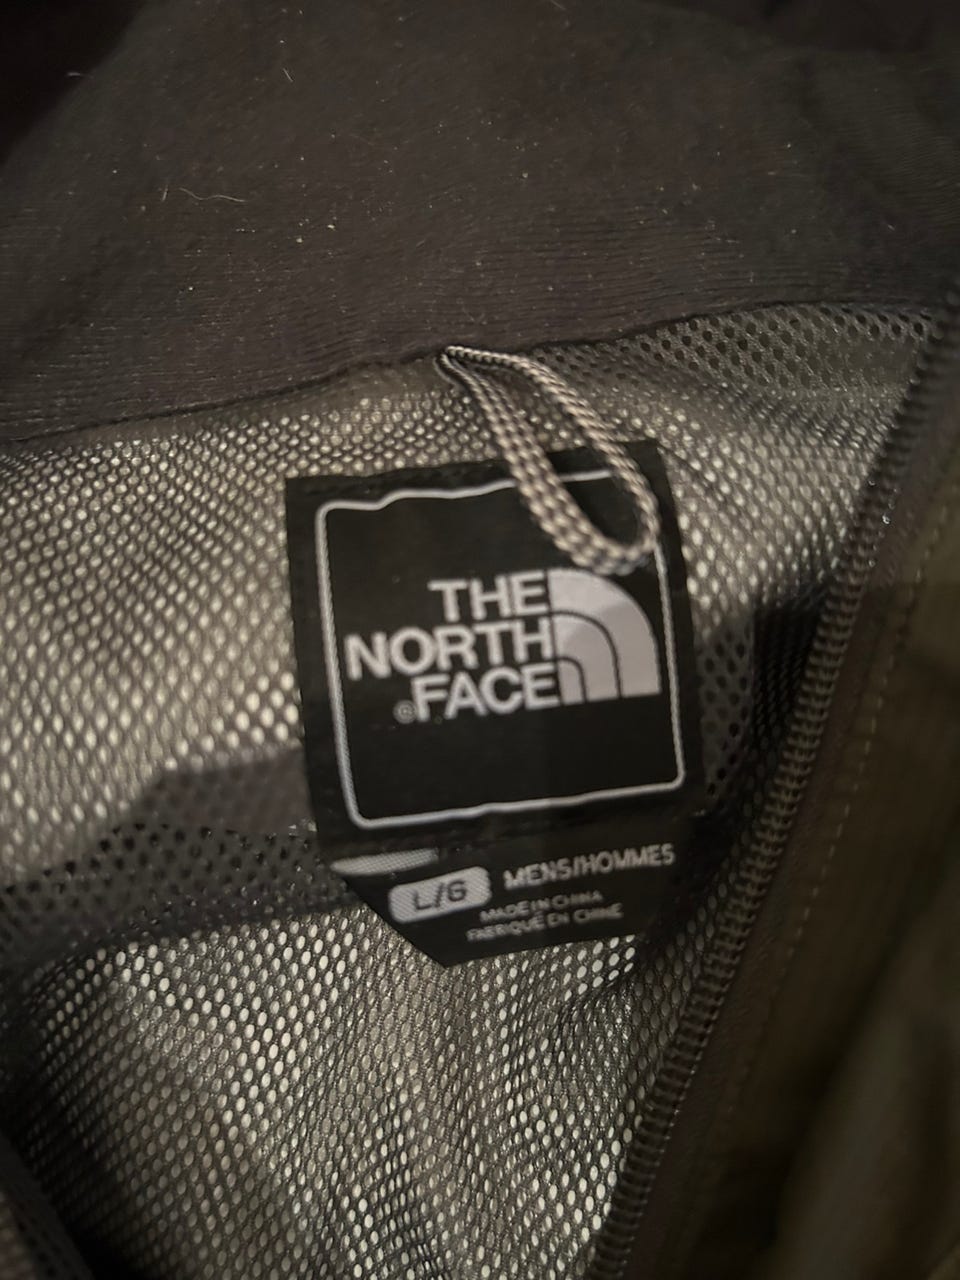 THE
NORTH
FACE
L/G MENS/HOMMES
MADE IN CHINA
FABRIQUÉ EN CHINE